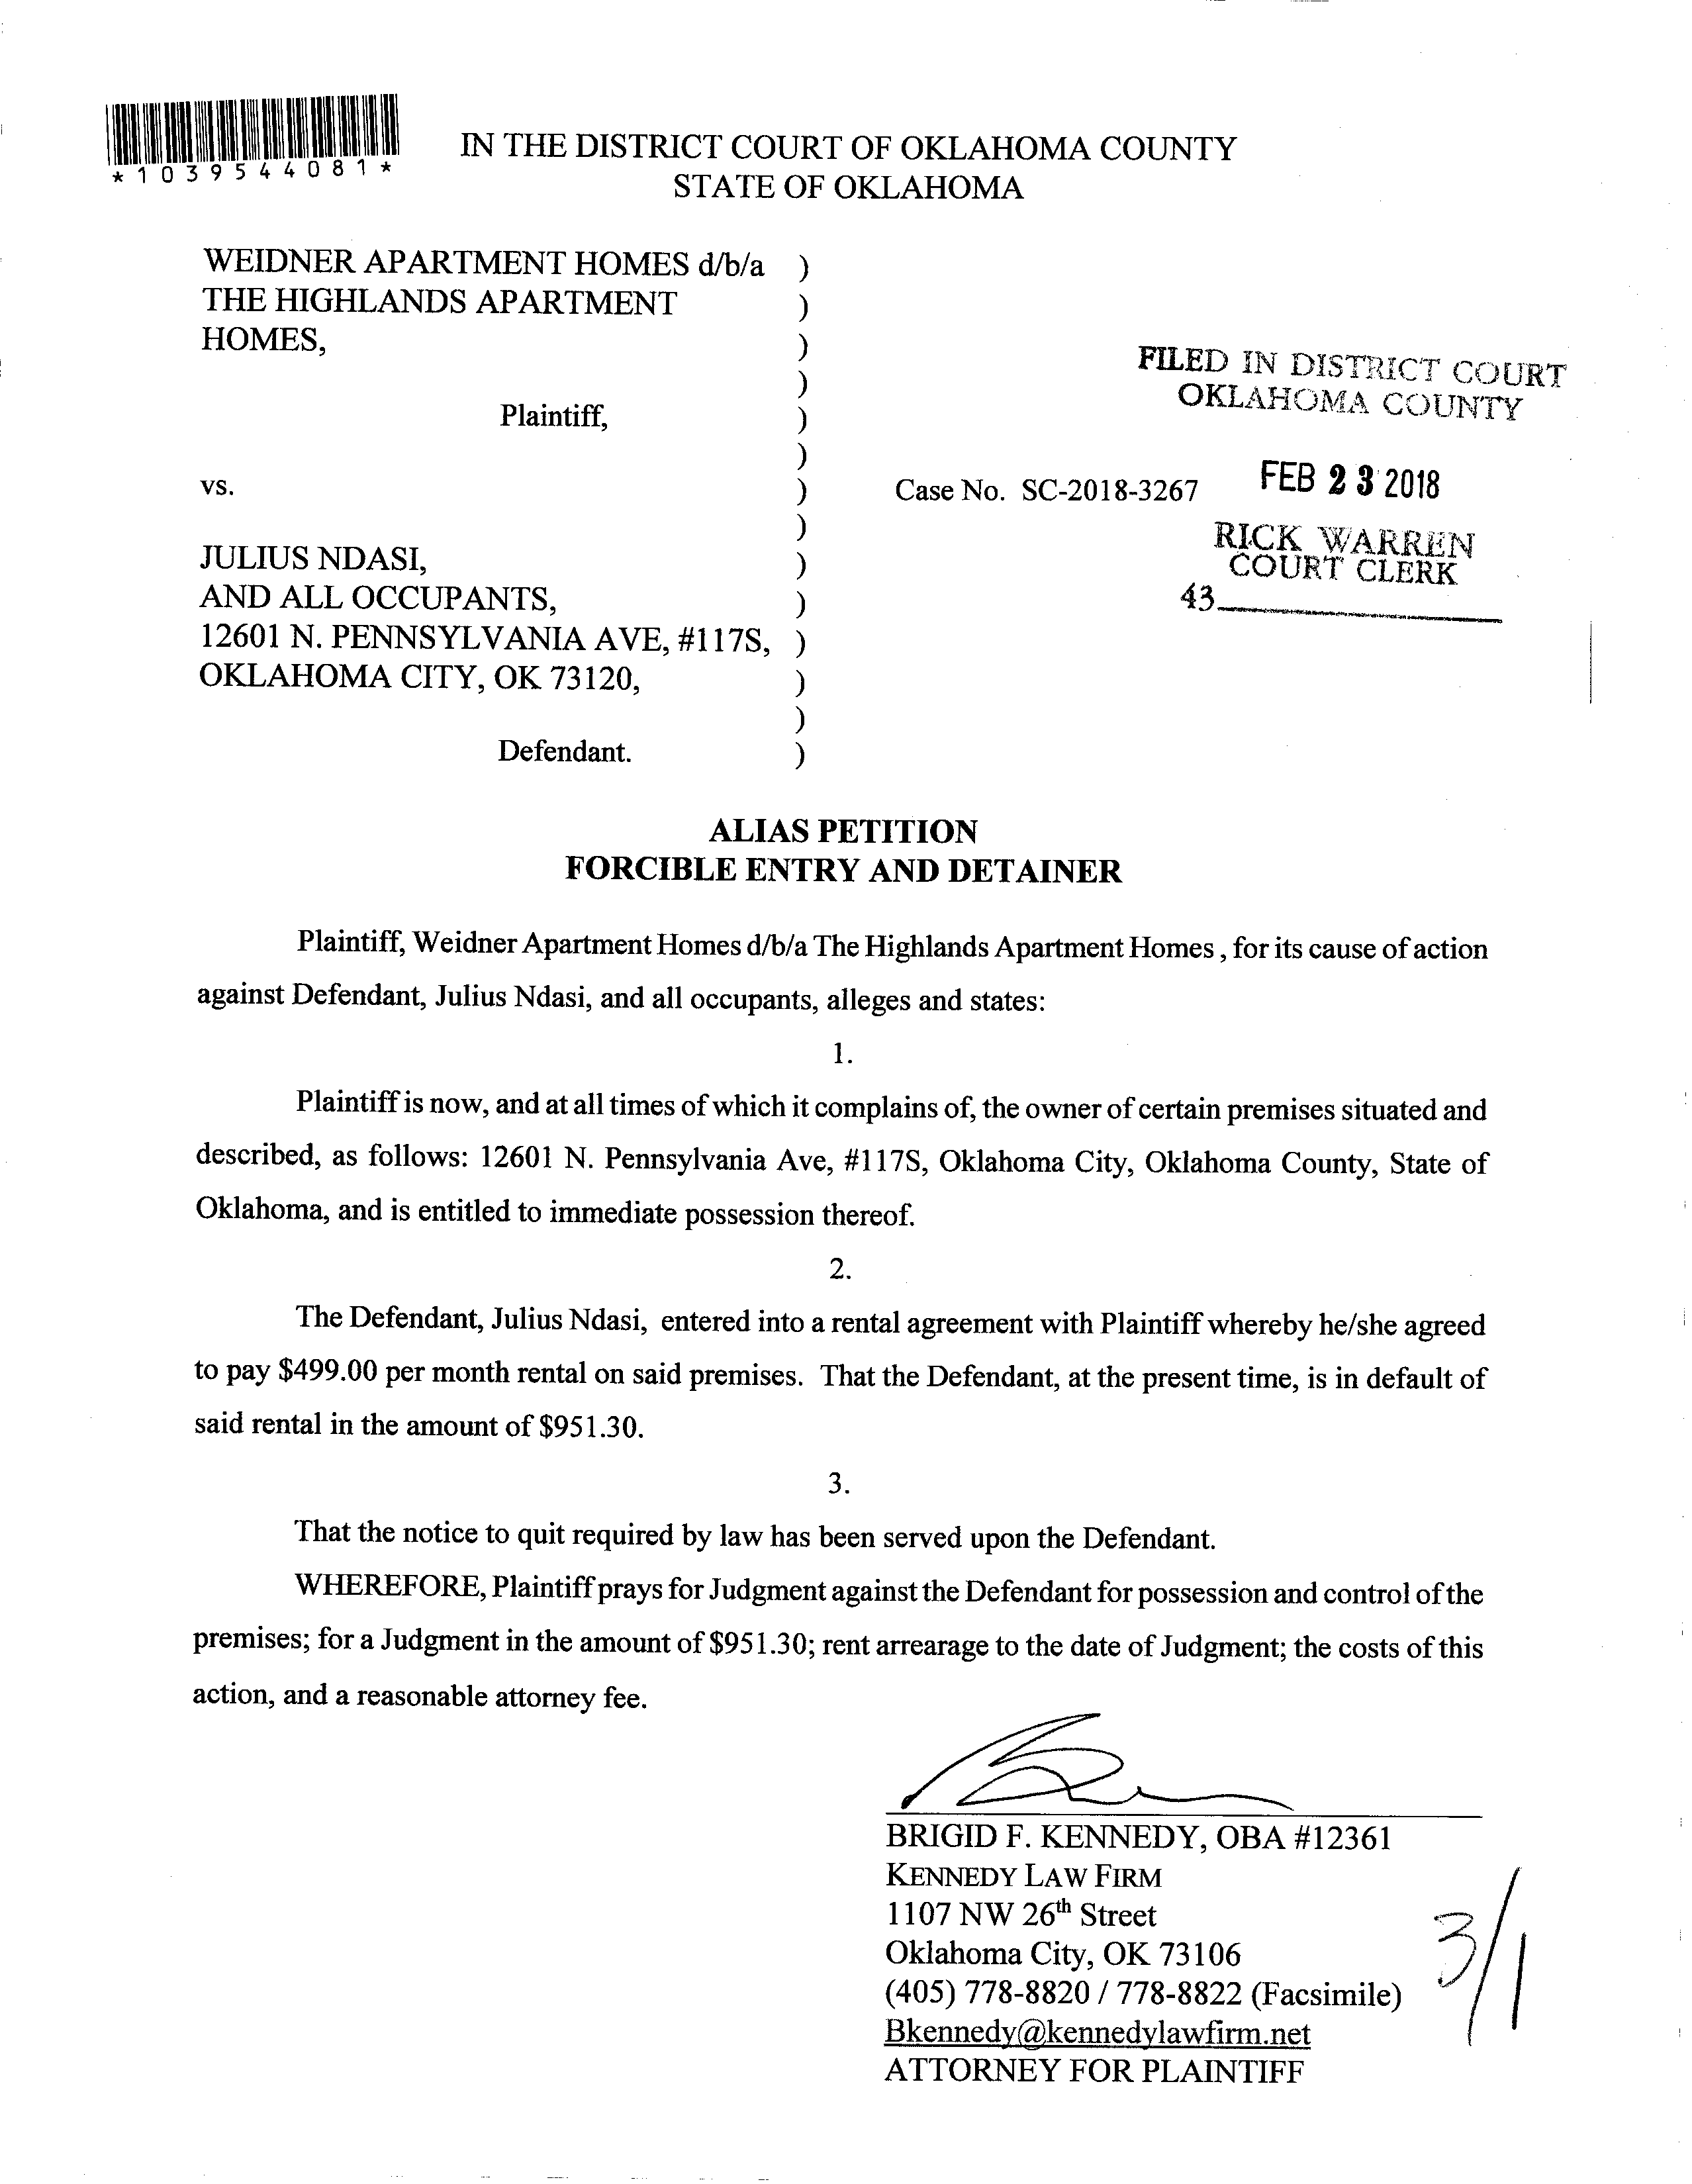 *1039544081*
IN THE DISTRICT COURT OF OKLAHOMA COUNTY
STATE OF OKLAHOMA
WEIDNER APARTMENT HOMES d/b/a )
THE HIGHLANDS APARTMENT )
HOMES, )
)
Plaintiff, )
)
vs. )
)
JULIUS NDASI, )
AND ALL OCCUPANTS, )
12601 N. PENNSYLVANIA AVE, #117S, )
OKLAHOMA CITY, OK 73120, )
)
Defendant. )
Case No. SC-2018-3267
FILED IN DISTRICT COURT
OKLAHOMA COUNTY
FEB 23 2018
RICK WARREN
COURT CLERK
43
ALIAS PETITION
FORCIBLE ENTRY AND DETAINER
Plaintiff, Weidner Apartment Homes d/b/a The Highlands Apartment Homes , for its cause of action
against Defendant, Julius Ndasi, and all occupants, alleges and states:
1.
Plaintiff is now, and at all times of which it complains of, the owner of certain premises situated and
described, as follows: 12601 N. Pennsylvania Ave, #117S, Oklahoma City, Oklahoma County, State of
Oklahoma, and is entitled to immediate possession thereof.
2.
The Defendant, Julius Ndasi, entered into a rental agreement with Plaintiff whereby he/she agreed
to pay $499.00 per month rental on said premises. That the Defendant, at the present time, is in default of
said rental in the amount of $951.30.
3.
That the notice to quit required by law has been served upon the Defendant.
WHEREFORE, Plaintiff prays for Judgment against the Defendant for possession and control of the
premises; for a Judgment in the amount of $951.30; rent arrearage to the date of Judgment; the costs of this
action, and a reasonable attorney fee.
BRIGID F. KENNEDY, OBA #12361
KENNEDY LAW FIRM
1107 NW 26th Street
Oklahoma City, OK 73106
(405) 778-8820 / 778-8822 (Facsimile)
Bkennedy@kennedylawfirm.net
ATTORNEY FOR PLAINTIFF
3/1